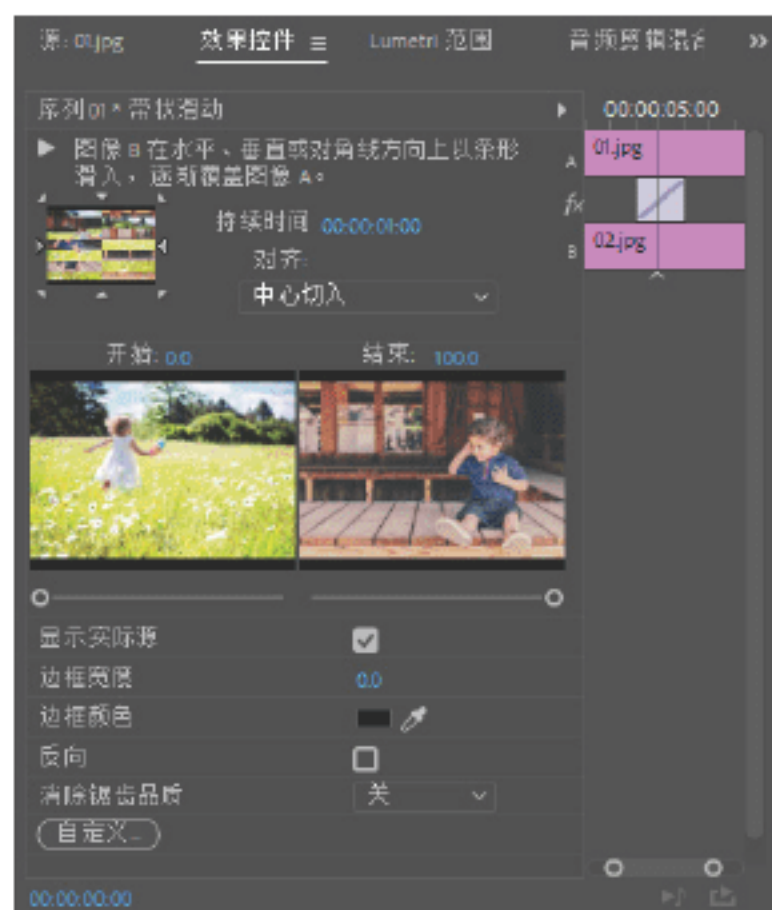 源: 01.jpg 效果控件 ≡ Lumetri 范围 音频剪辑混合 »
序列 01 * 带状滑动 00:00:05:00
图像 B 在水平、垂直或对角线方向上以条形
滑入，逐渐覆盖图像 A。
A 01.jpg
fx
持续时间 00:00:01:00
B 02.jpg
对齐:
中心切入
开始: 0.0 结束: 100.0
显示实际源
边框宽度 0.0
边框颜色
反向
消除锯齿品质 关
自定义...
00:00:00:00